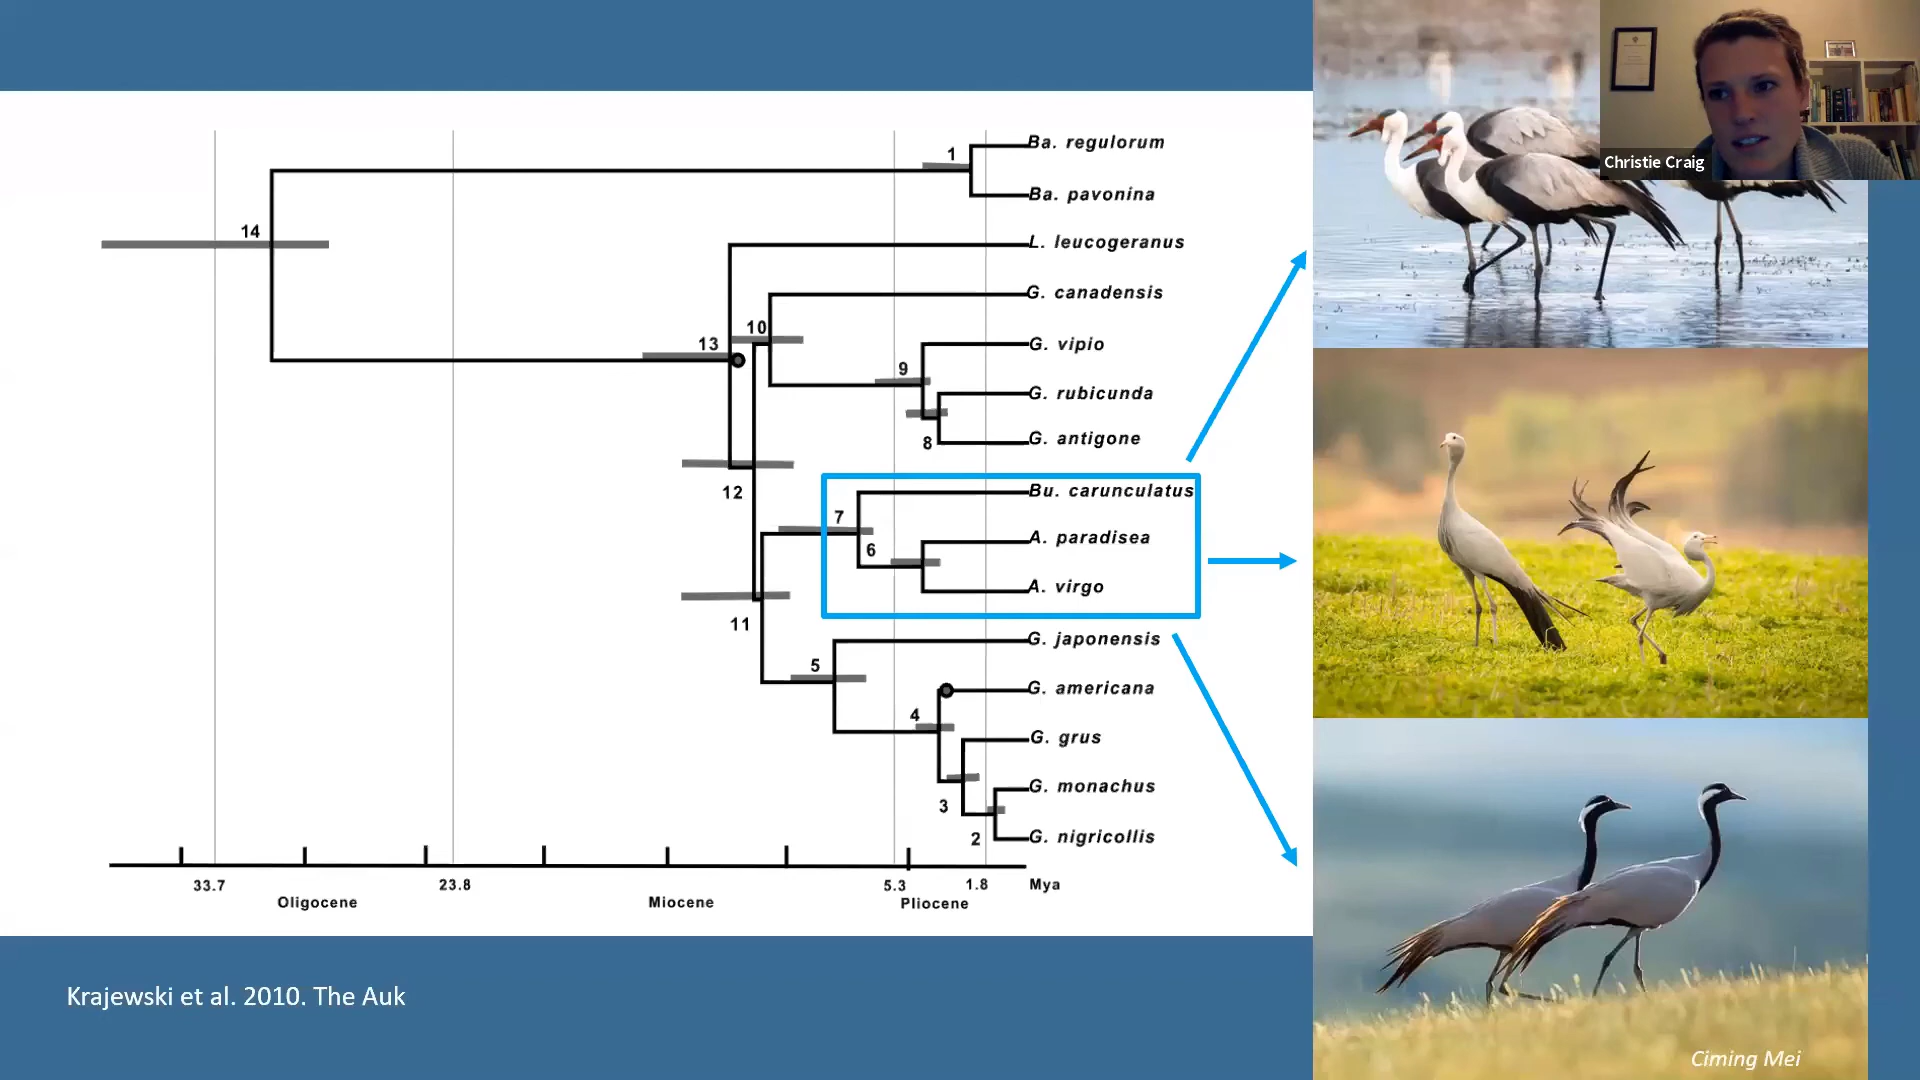 Christie Craig
1
Ba. regulorum
Ba. pavonina
14
L. leucogeranus
G. canadensis
10
13
G. vipio
9
G. rubicunda
8
G. antigone
12
Bu. carunculatus
7
A. paradisea
6
A. virgo
11
G. japonensis
5
G. americana
4
G. grus
G. monachus
3
G. nigricollis
2
33.7 23.8 5.3 1.8 Mya
Oligocene Miocene Pliocene
Krajewski et al. 2010. The Auk
Ciming Mei